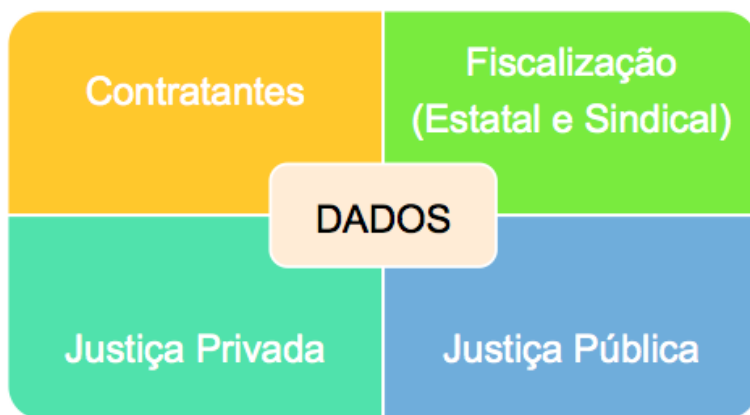 Contratantes
Fiscalização
(Estatal e Sindical)
DADOS
Justiça Privada
Justiça Pública